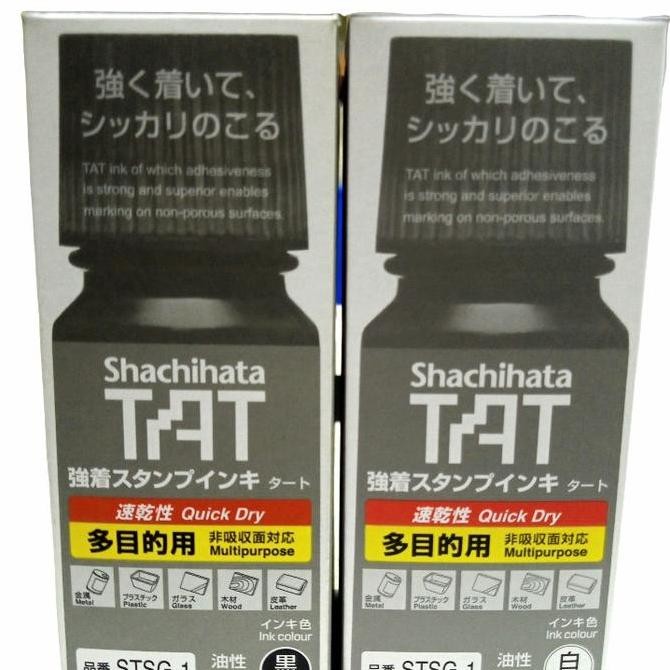 強く着いて、
シッカリのこる
TAT ink of which adhesiveness
is strong and superior enables
marking on non-porous surfaces.
Shachihata
TAT
強着スタンプインキ タート
速乾性 Quick Dry
多目的用 非吸収面対応
Multipurpose
金属
Metal
プラスチック
Plastic
ガラス
Glass
木材
Wood
皮革
Leather
インキ色
Ink colour
品番 STSG-1 油性 黒
強く着いて、
シッカリのこる
TAT ink of which adhesiveness
is strong and superior enables
marking on non-porous surfaces.
Shachihata
TAT
強着スタンプインキ タート
速乾性 Quick Dry
多目的用 非吸収面対応
Multipurpose
金属
Metal
プラスチック
Plastic
ガラス
Glass
木材
Wood
皮革
Leather
インキ色
Ink colour
品番 STSG-1 油性 白